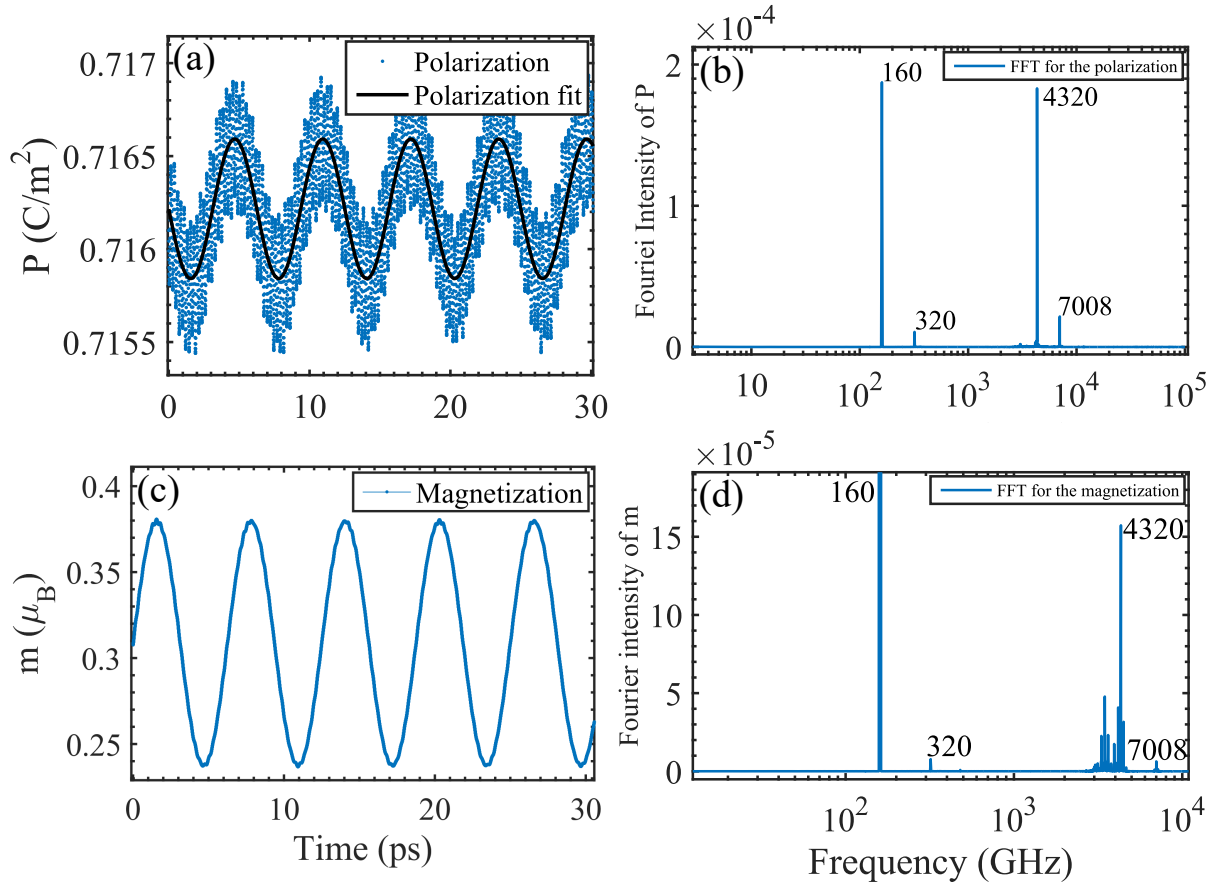 (a)
Polarization
Polarization fit
P (C/m²)
0.717
0.7165
0.716
0.7155
0
10
20
30
×10⁻⁴
(b)
FFT for the polarization
Fouriei Intensity of P
2
1
0
160
320
4320
7008
10
10²
10³
10⁴
10⁵
(c)
Magnetization
m (μ_B)
0.4
0.35
0.3
0.25
0
10
20
30
Time (ps)
×10⁻⁵
(d)
FFT for the magnetization
Fourier intensity of m
15
10
5
0
160
320
4320
7008
10²
10³
10⁴
Frequency (GHz)